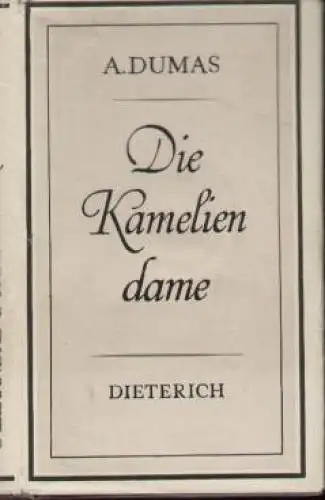 A.DUMAS
Die
Kamelien
dame
DIETERICH